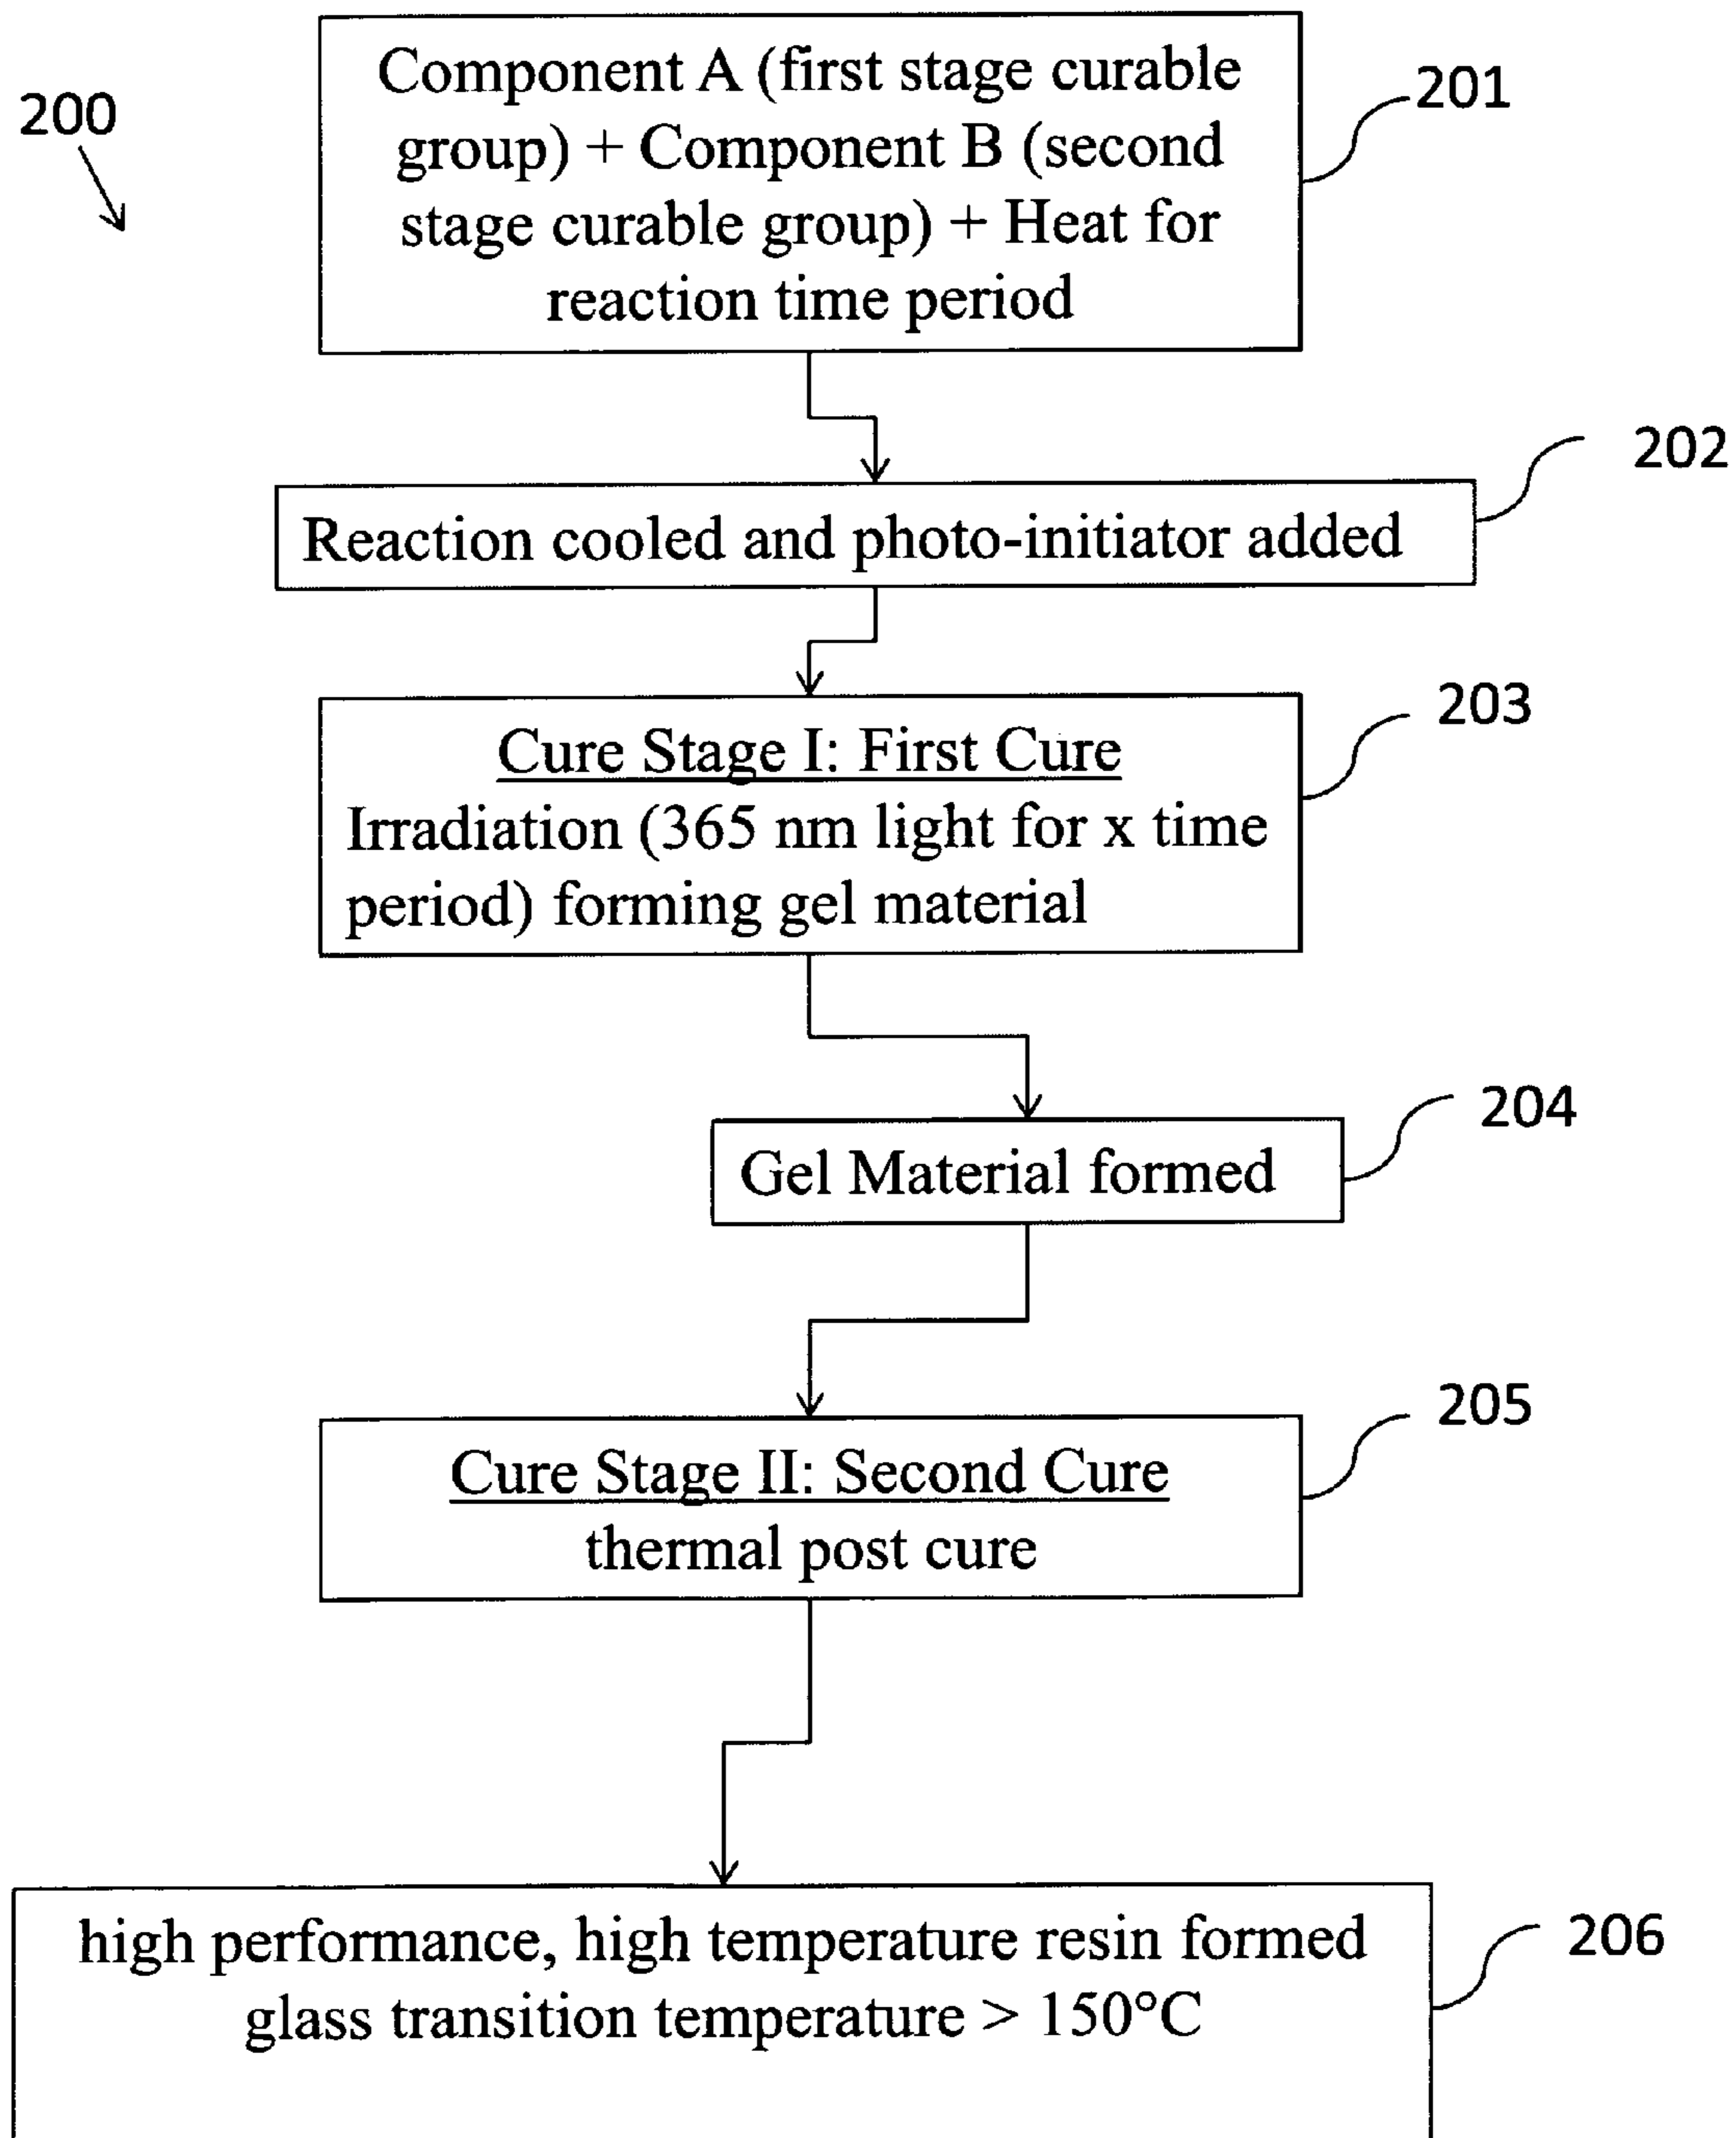 200
Component A (first stage curable
group) + Component B (second
stage curable group) + Heat for
reaction time period
201
202
Reaction cooled and photo-initiator added
203
Cure Stage I: First Cure
Irradiation (365 nm light for x time
period) forming gel material
204
Gel Material formed
205
Cure Stage II: Second Cure
thermal post cure
206
high performance, high temperature resin formed
glass transition temperature > 150°C